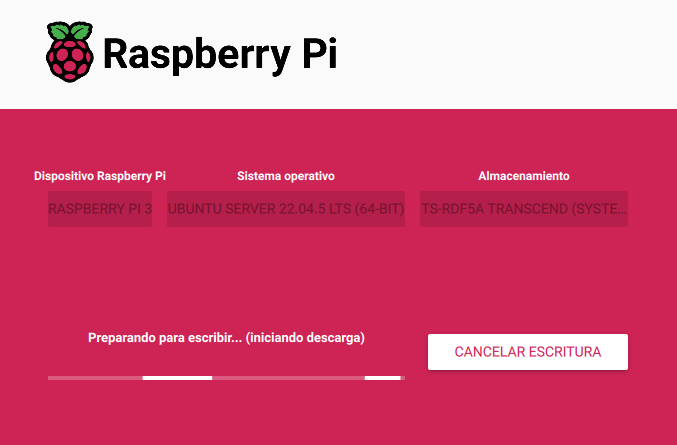 Raspberry Pi
Dispositivo Raspberry Pi
Sistema operativo
Almacenamiento
RASPBERRY PI 3
UBUNTU SERVER 22.04.5 LTS (64-BIT)
TS-RDF5A TRANSCEND (SYSTE...
Preparando para escribir... (iniciando descarga)
CANCELAR ESCRITURA